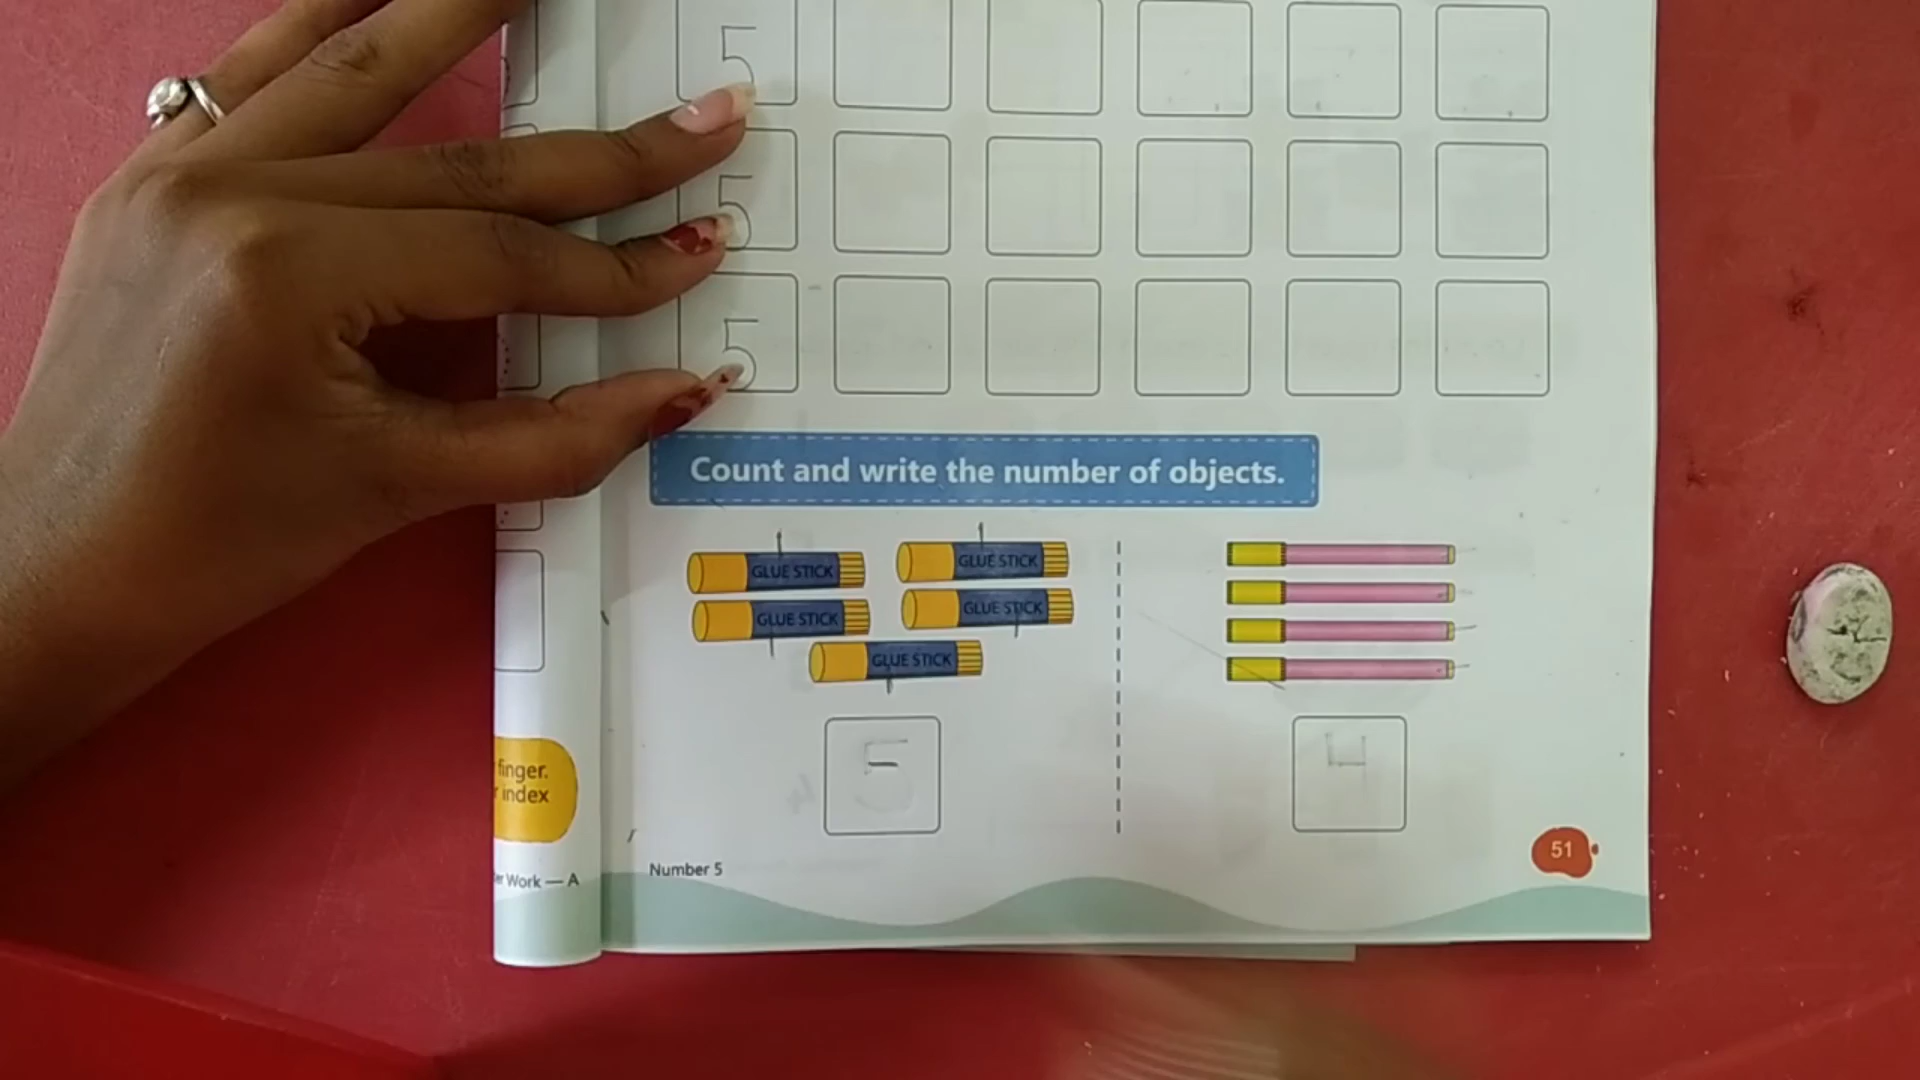 5
5
5
Count and write the number of objects.
GLUE STICK GLUE STICK
GLUE STICK GLUE STICK
GLUE STICK
5 4
finger.
index
Work — A
Number 5
51